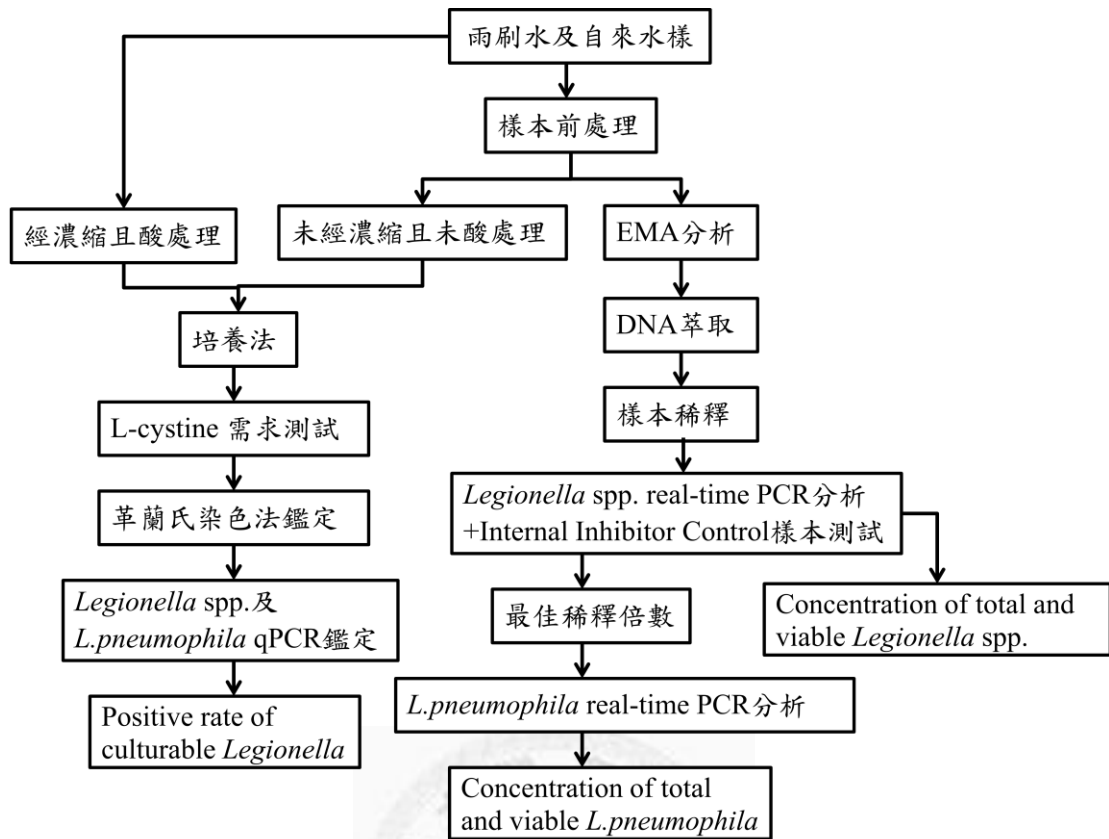 雨刷水及自來水樣
樣本前處理
經濃縮且酸處理
未經濃縮且未酸處理
EMA分析
培養法
DNA萃取
L-cystine 需求測試
樣本稀釋
革蘭氏染色法鑑定
Legionella spp. real-time PCR分析
+Internal Inhibitor Control樣本測試
Legionella spp.及
L.pneumophila qPCR鑑定
最佳稀釋倍數
Concentration of total and
viable Legionella spp.
Positive rate of
culturable Legionella
L.pneumophila real-time PCR分析
Concentration of total
and viable L.pneumophila